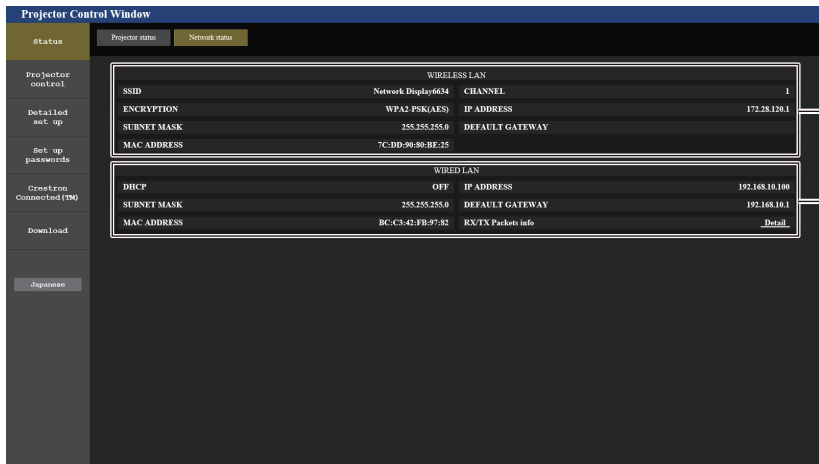 Projector Control Window
Status
Projector status
Network status
Projector
control
Detailed
set up
Set up
passwords
Crestron
Connected(TM)
Download
Japanese
WIRELESS LAN
SSID Network Display6634 CHANNEL 1
ENCRYPTION WPA2-PSK(AES) IP ADDRESS 172.28.120.1
SUBNET MASK 255.255.255.0 DEFAULT GATEWAY
MAC ADDRESS 7C:DD:90:80:BE:25
WIRED LAN
DHCP OFF IP ADDRESS 192.168.10.100
SUBNET MASK 255.255.255.0 DEFAULT GATEWAY 192.168.10.1
MAC ADDRESS BC:C3:42:FB:97:82 RX/TX Packets info Detail